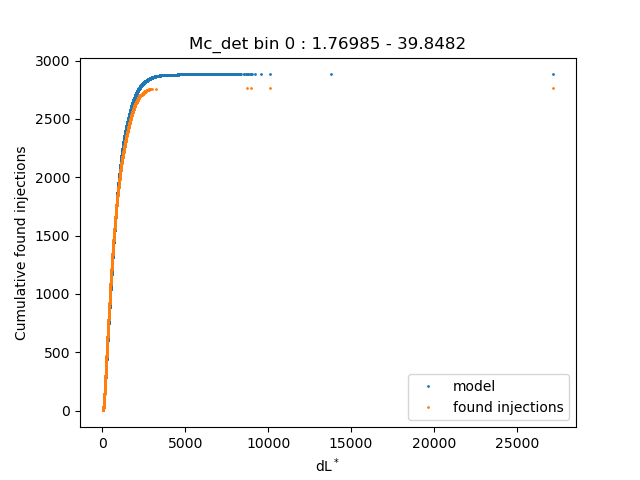 Mc_det bin 0 : 1.76985 - 39.8482
3000
2500
2000
1500
1000
500
0
Cumulative found injections
0 5000 10000 15000 20000 25000
dL*
model
found injections